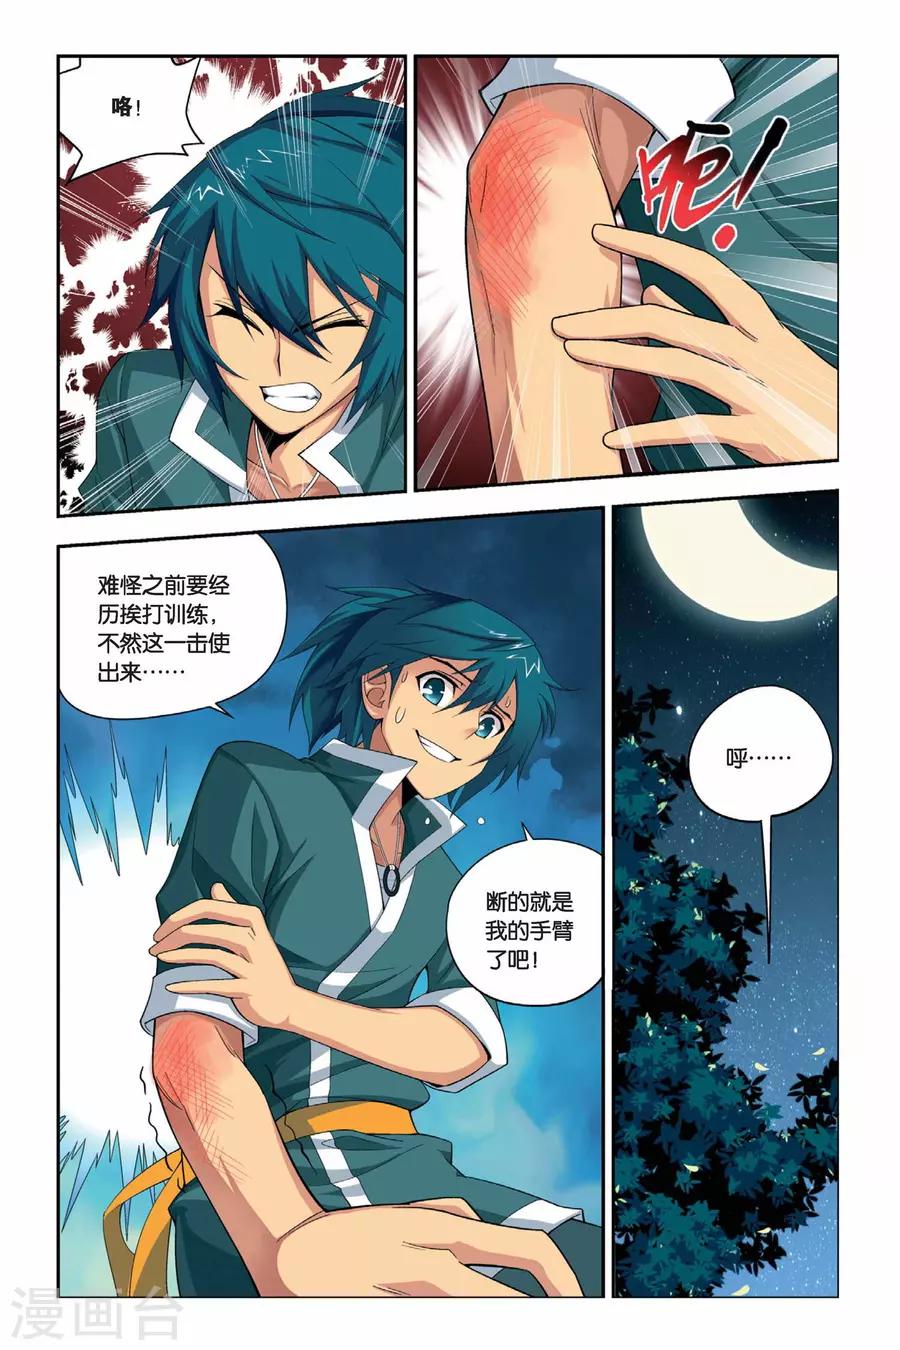 咯！
呃！
难怪之前要经
历挨打训练，
不然这一击使
出来……
断的就是
我的手臂
了吧！
呼……
漫画台